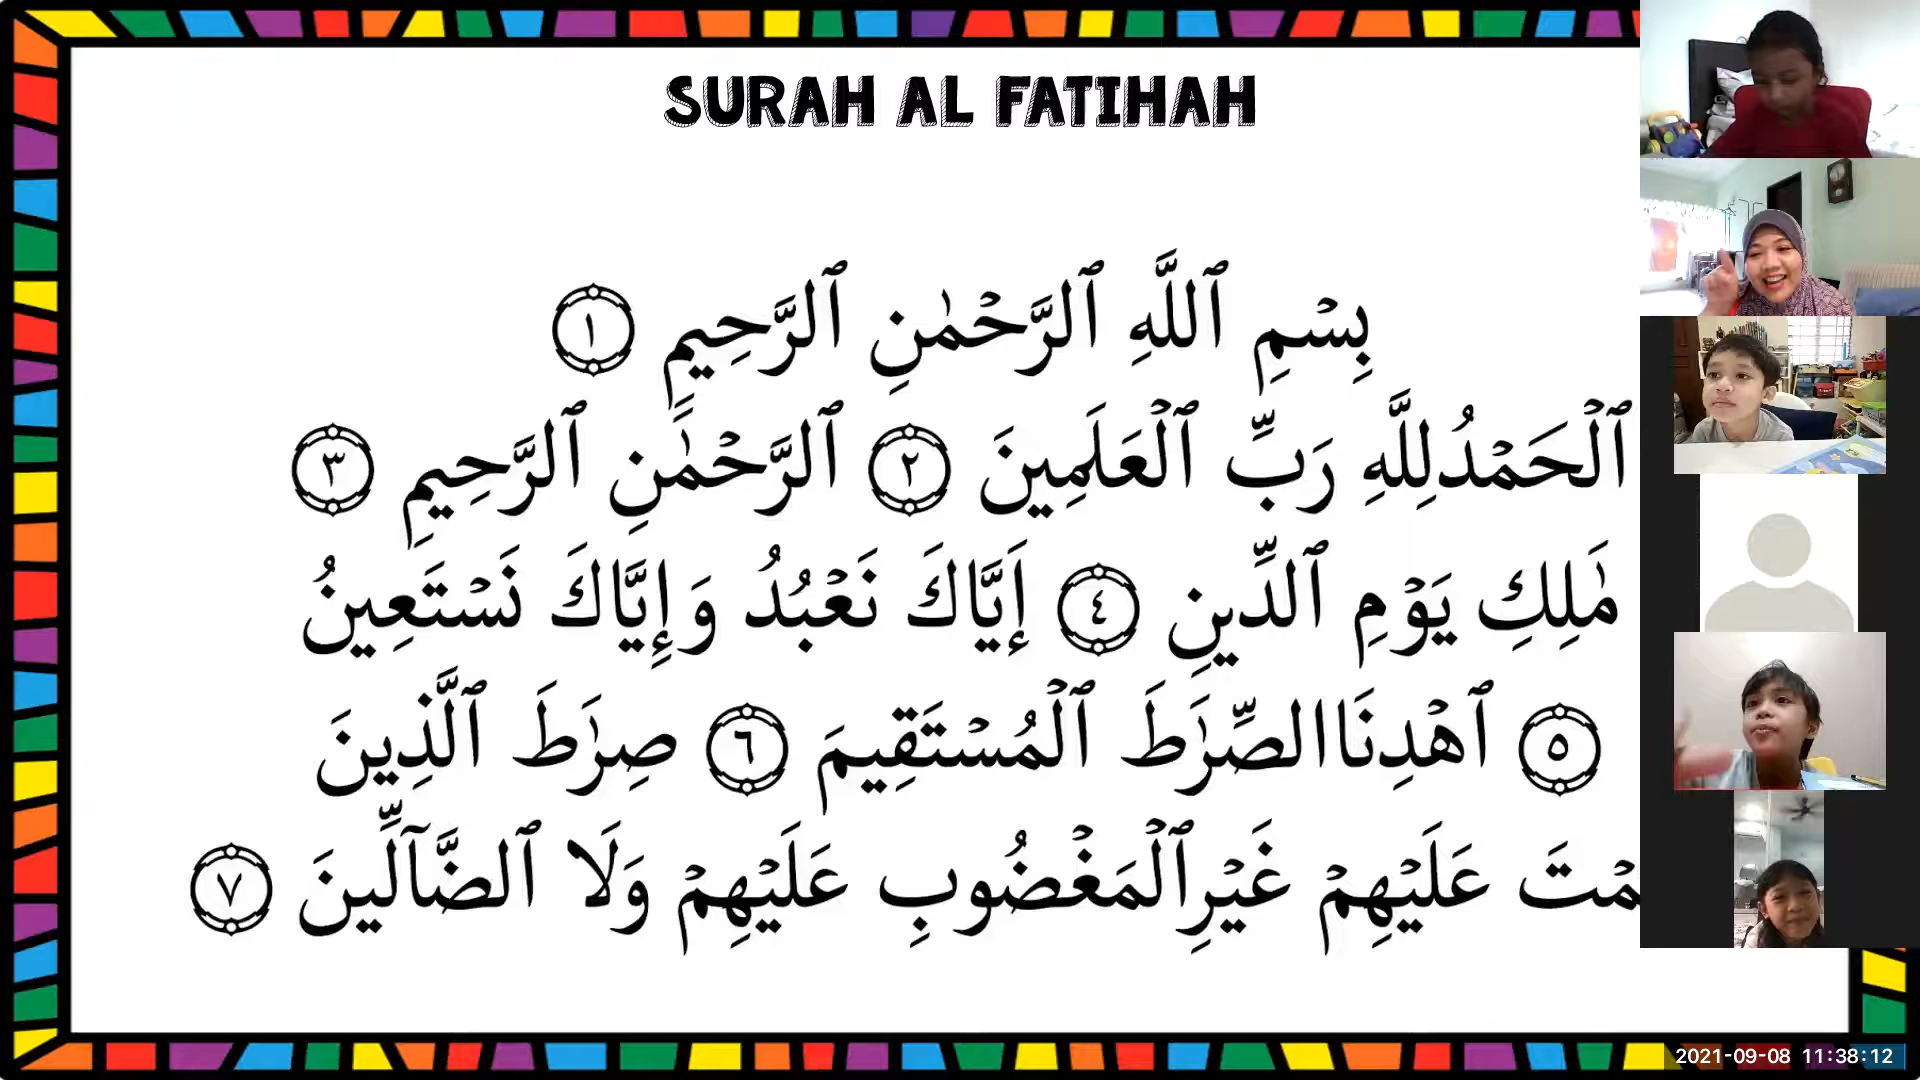 SURAH AL FATIHAH
بِسْمِ ٱللَّهِ ٱلرَّحْمَٰنِ ٱلرَّحِيمِ ١
ٱلْحَمْدُلِلَّهِ رَبِّ ٱلْعَٰلَمِينَ ٢ ٱلرَّحْمَٰنِ ٱلرَّحِيمِ ٣
مَٰلِكِ يَوْمِ ٱلدِّينِ ٤ إَيَّاكَ نَعْبُدُ وَإِيَّاكَ نَسْتَعِينُ
٥ ٱهْدِنَاالصِّرَٰطَ ٱلْمُسْتَقِيمَ ٦ صِرَٰطَ ٱلَّذِينَ
مْتَ عَلَيْهِمْ غَيْرِٱلْمَغْضُوبِ عَلَيْهِمْ وَلَا ٱلضَّآلِّينَ ٧
2021-09-08 11:38:12